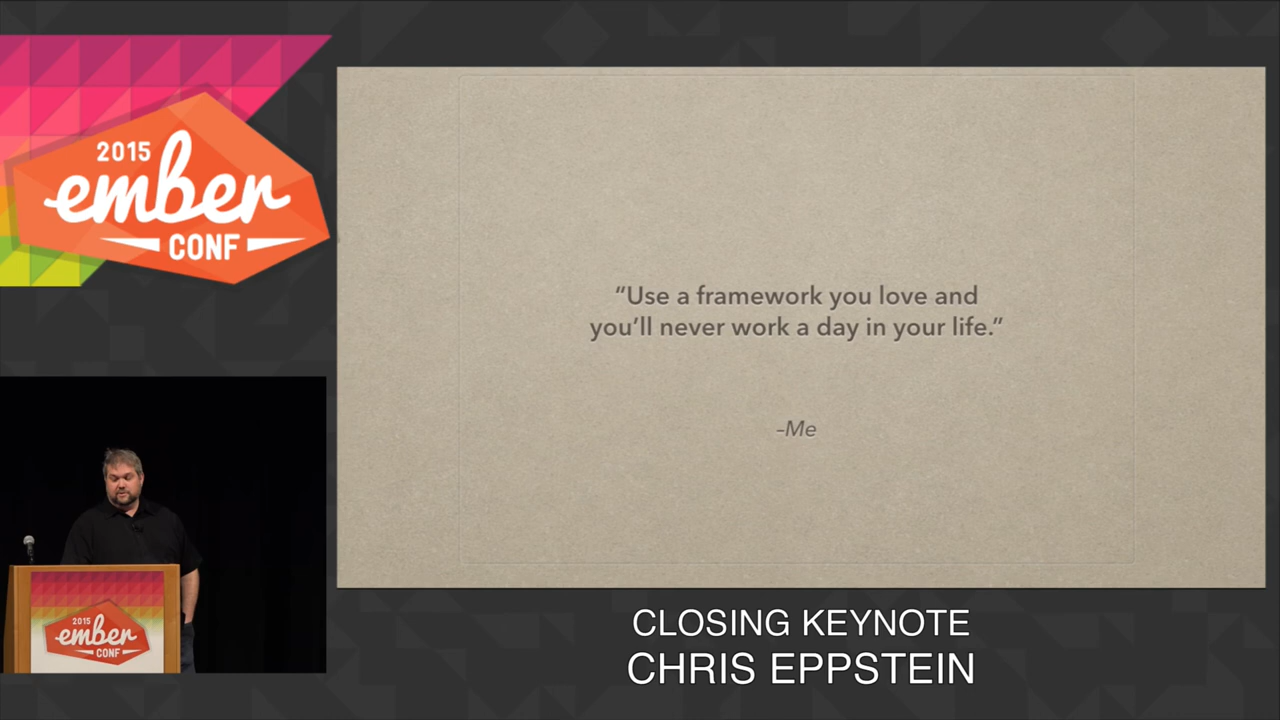 2015
ember
CONF
“Use a framework you love and
you’ll never work a day in your life.”
–Me
2015
ember
CONF
CLOSING KEYNOTE
CHRIS EPPSTEIN